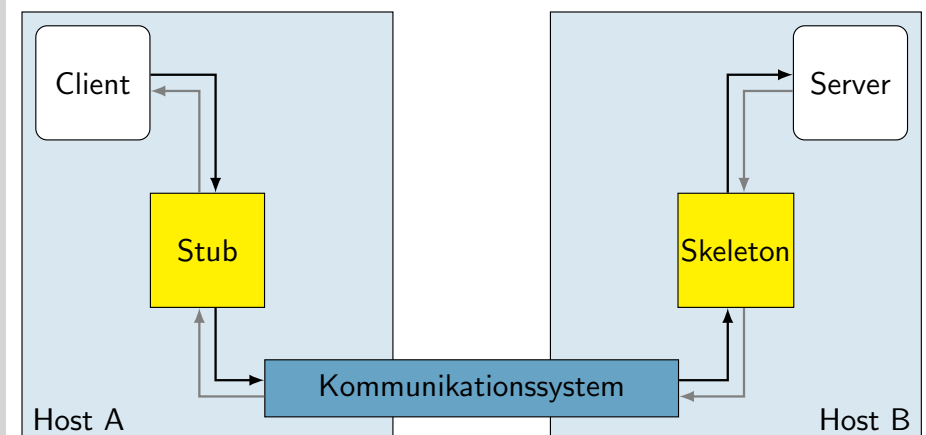 Client
Server
Stub
Skeleton
Kommunikationssystem
Host A
Host B